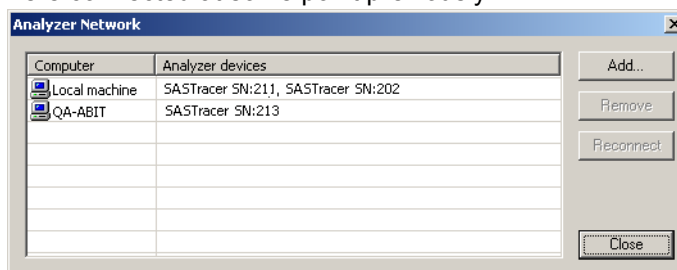 Analyzer Network
Computer Analyzer devices
Local machine SASTracer SN:211, SASTracer SN:202
QA-ABIT SASTracer SN:213
Add...
Remove
Reconnect
Close